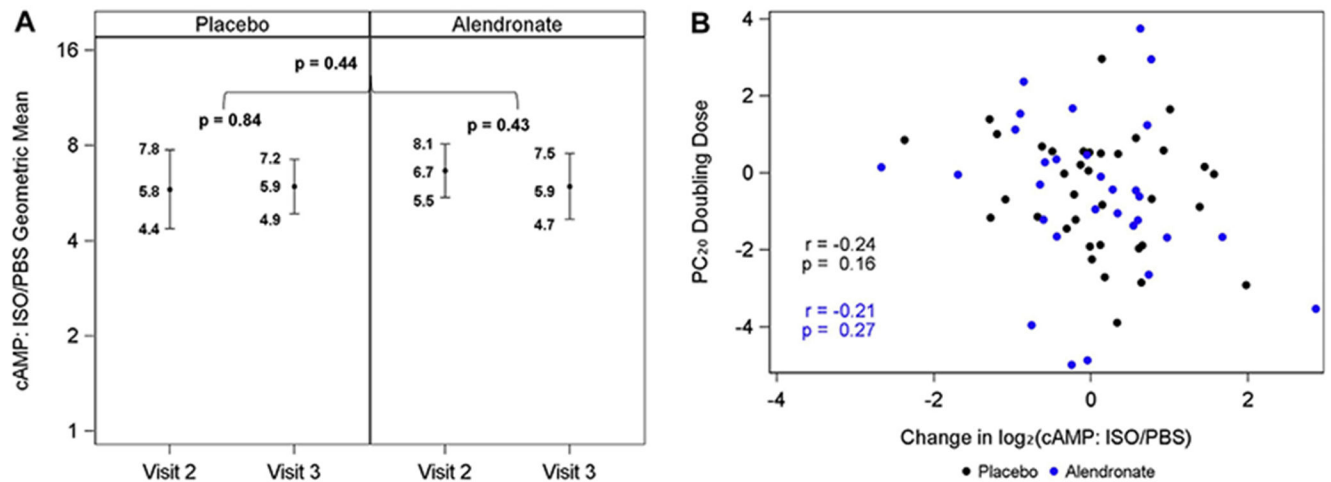 A
Placebo
Alendronate
16
8
4
2
1
cAMP: ISO/PBS Geometric Mean
p = 0.44
p = 0.84
p = 0.43
7.8
5.8
4.4
7.2
5.9
4.9
8.1
6.7
5.5
7.5
5.9
4.7
Visit 2
Visit 3
Visit 2
Visit 3
B
4
2
0
-2
-4
PC₂₀ Doubling Dose
r = -0.24
p = 0.16
r = -0.21
p = 0.27
-4
-2
0
2
Change in log₂(cAMP: ISO/PBS)
Placebo
Alendronate